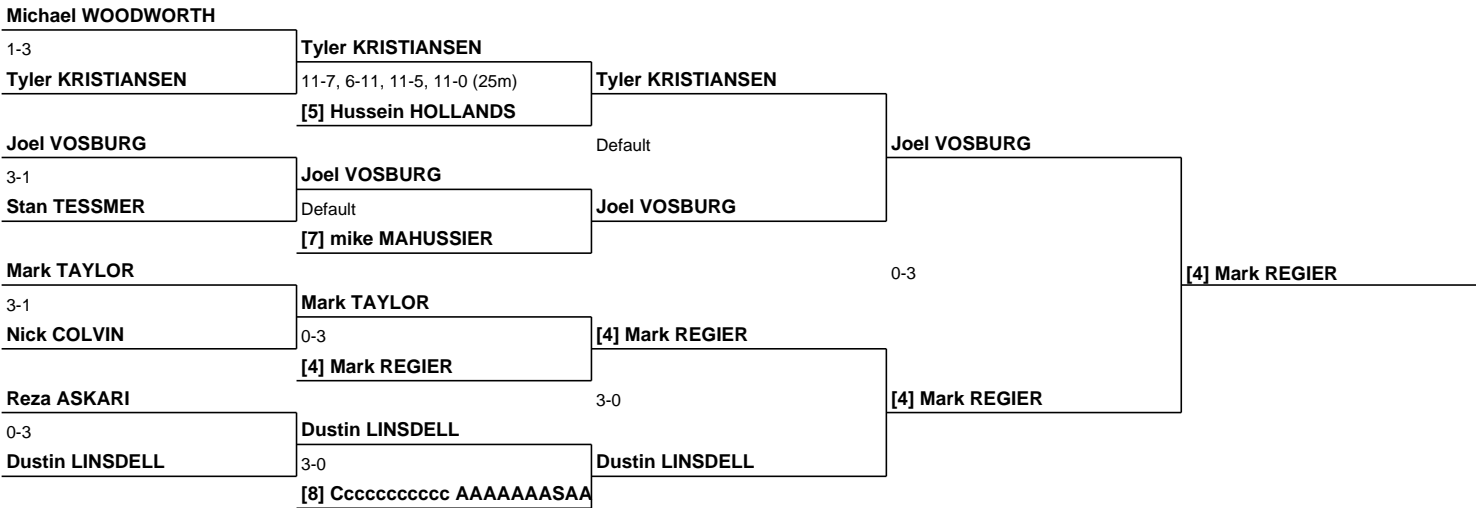 Michael WOODWORTH
1-3
Tyler KRISTIANSEN
Tyler KRISTIANSEN
11-7, 6-11, 11-5, 11-0 (25m)
[5] Hussein HOLLANDS
Tyler KRISTIANSEN
Joel VOSBURG
3-1
Stan TESSMER
Joel VOSBURG
Default
[7] mike MAHUSSIER
Default
Joel VOSBURG
Joel VOSBURG
Mark TAYLOR
3-1
Nick COLVIN
Mark TAYLOR
0-3
[4] Mark REGIER
[4] Mark REGIER
0-3
[4] Mark REGIER
Reza ASKARI
0-3
Dustin LINSDELL
Dustin LINSDELL
3-0
[8] Cccccccccc AAAAAAASAA
3-0
Dustin LINSDELL
[4] Mark REGIER